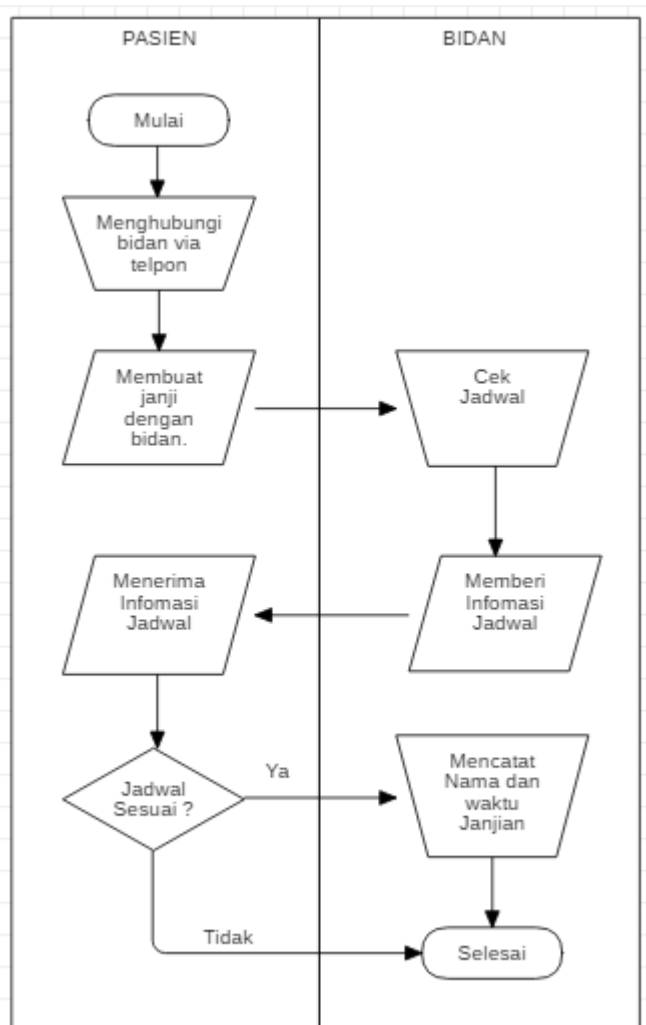 PASIEN
BIDAN
Mulai
Menghubungi
bidan via
telpon
Membuat
janji
dengan
bidan.
Cek
Jadwal
Menerima
Infomasi
Jadwal
Memberi
Infomasi
Jadwal
Jadwal
Sesuai ?
Ya
Mencatat
Nama dan
waktu
Janjian
Tidak
Selesai